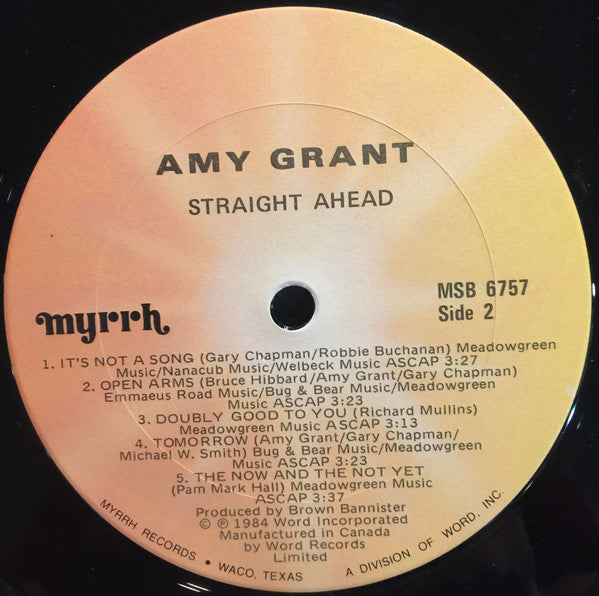 AMY GRANT
STRAIGHT AHEAD
myrrh.
MSB 6757
Side 2
1. IT'S NOT A SONG (Gary Chapman/Robbie Buchanan) Meadowgreen
Music/Nanacub Music/Welbeck Music ASCAP 3:27
2. OPEN ARMS (Bruce Hibbard/Amy Grant/Gary Chapman)
Emmaeus Road Music/Bug & Bear Music/Meadowgreen
Music ASCAP 3:23
3. DOUBLY GOOD TO YOU (Richard Mullins)
Meadowgreen Music ASCAP 3:13
4. TOMORROW (Amy Grant/Gary Chapman/
Michael W. Smith) Bug & Bear Music/Meadowgreen
Music ASCAP 3:23
5. THE NOW AND THE NOT YET
(Pam Mark Hall) Meadowgreen Music
ASCAP 3:37
Produced by Brown Bannister
© ℗ 1984 Word Incorporated
Manufactured in Canada
by Word Records
Limited
MYRRH RECORDS • WACO, TEXAS A DIVISION OF WORD, INC.